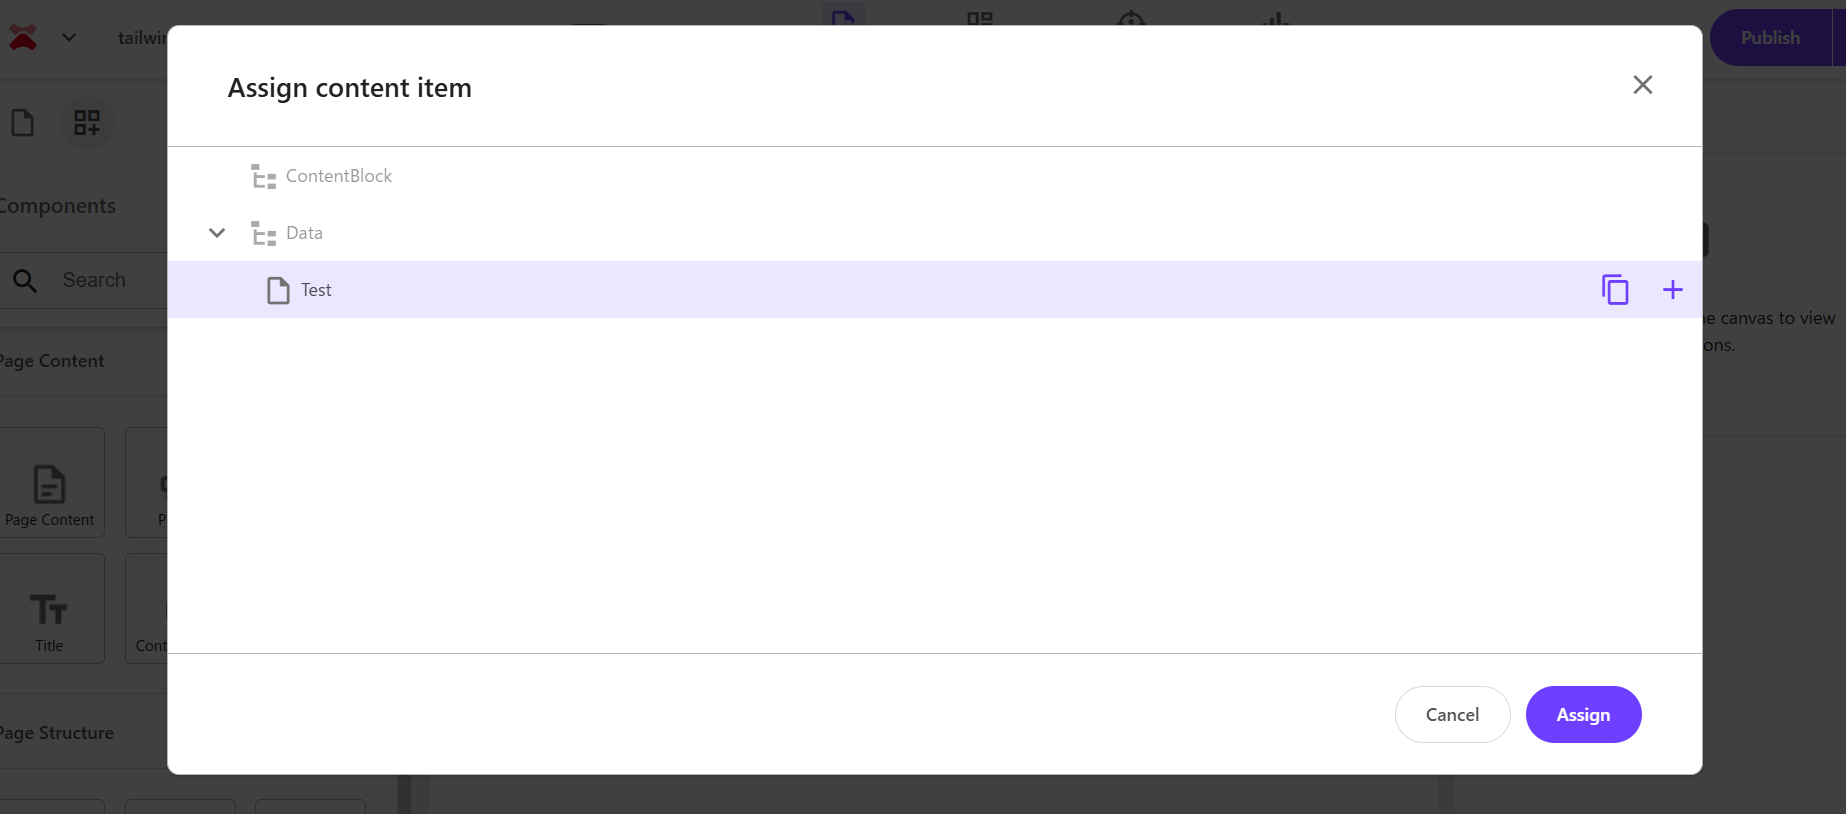 tailwin
Publish
Assign content item
ContentBlock
Components
Data
Search
Test
e canvas to view
ons.
Page Content
Page Content
P
Title
Cont
Page Structure
Cancel
Assign